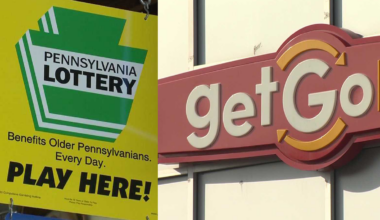 PENNSYLVANIA
LOTTERY
Benefits Older Pennsylvanians.
Every Day.
PLAY HERE!
getGo